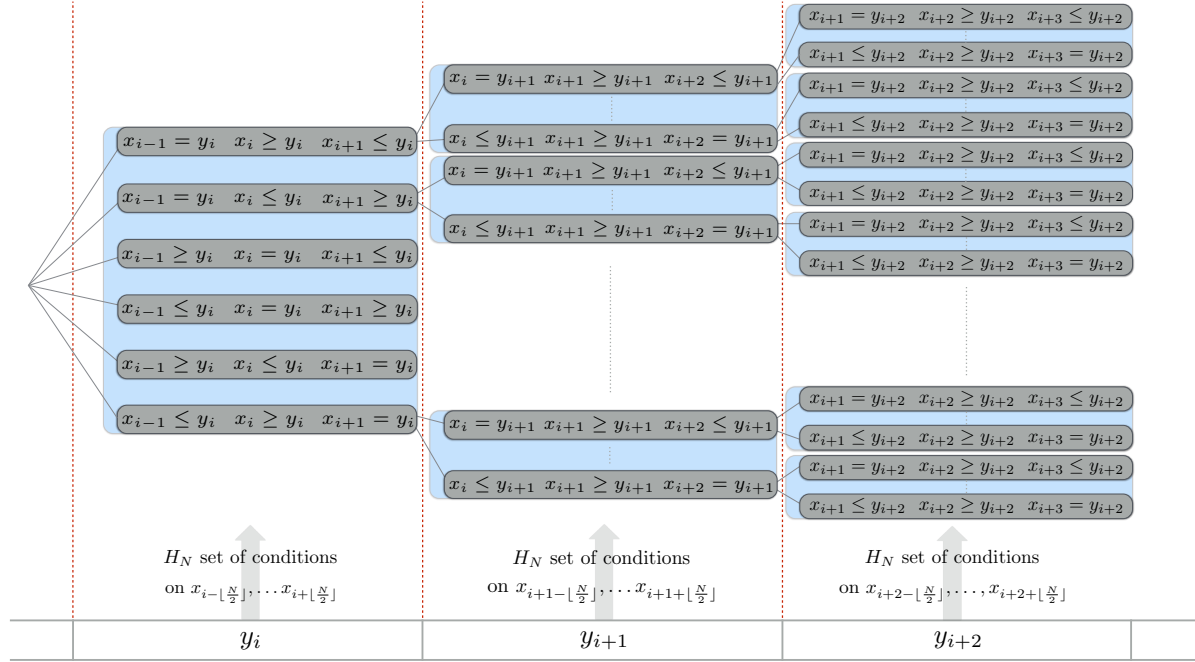 x_{i-1} = y_i x_i ≥ y_i x_{i+1} ≤ y_i
x_{i-1} = y_i x_i ≤ y_i x_{i+1} ≥ y_i
x_{i-1} ≥ y_i x_i = y_i x_{i+1} ≤ y_i
x_{i-1} ≤ y_i x_i = y_i x_{i+1} ≥ y_i
x_{i-1} ≥ y_i x_i ≤ y_i x_{i+1} = y_i
x_{i-1} ≤ y_i x_i ≥ y_i x_{i+1} = y_i
H_N set of conditions
on x_{i-⌊N/2⌋}, … x_{i+⌊N/2⌋}
y_i
x_i = y_{i+1} x_{i+1} ≥ y_{i+1} x_{i+2} ≤ y_{i+1}
x_i ≤ y_{i+1} x_{i+1} ≥ y_{i+1} x_{i+2} = y_{i+1}
x_i = y_{i+1} x_{i+1} ≥ y_{i+1} x_{i+2} ≤ y_{i+1}
x_i ≤ y_{i+1} x_{i+1} ≥ y_{i+1} x_{i+2} = y_{i+1}
x_i = y_{i+1} x_{i+1} ≥ y_{i+1} x_{i+2} ≤ y_{i+1}
x_i ≤ y_{i+1} x_{i+1} ≥ y_{i+1} x_{i+2} = y_{i+1}
H_N set of conditions
on x_{i+1-⌊N/2⌋}, … x_{i+1+⌊N/2⌋}
y_{i+1}
x_{i+1} = y_{i+2} x_{i+2} ≥ y_{i+2} x_{i+3} ≤ y_{i+2}
x_{i+1} ≤ y_{i+2} x_{i+2} ≥ y_{i+2} x_{i+3} = y_{i+2}
x_{i+1} = y_{i+2} x_{i+2} ≥ y_{i+2} x_{i+3} ≤ y_{i+2}
x_{i+1} ≤ y_{i+2} x_{i+2} ≥ y_{i+2} x_{i+3} = y_{i+2}
x_{i+1} = y_{i+2} x_{i+2} ≥ y_{i+2} x_{i+3} ≤ y_{i+2}
x_{i+1} ≤ y_{i+2} x_{i+2} ≥ y_{i+2} x_{i+3} = y_{i+2}
x_{i+1} = y_{i+2} x_{i+2} ≥ y_{i+2} x_{i+3} ≤ y_{i+2}
x_{i+1} ≤ y_{i+2} x_{i+2} ≥ y_{i+2} x_{i+3} = y_{i+2}
x_{i+1} = y_{i+2} x_{i+2} ≥ y_{i+2} x_{i+3} ≤ y_{i+2}
x_{i+1} ≤ y_{i+2} x_{i+2} ≥ y_{i+2} x_{i+3} = y_{i+2}
x_{i+1} = y_{i+2} x_{i+2} ≥ y_{i+2} x_{i+3} ≤ y_{i+2}
x_{i+1} ≤ y_{i+2} x_{i+2} ≥ y_{i+2} x_{i+3} = y_{i+2}
H_N set of conditions
on x_{i+2-⌊N/2⌋}, …, x_{i+2+⌊N/2⌋}
y_{i+2}